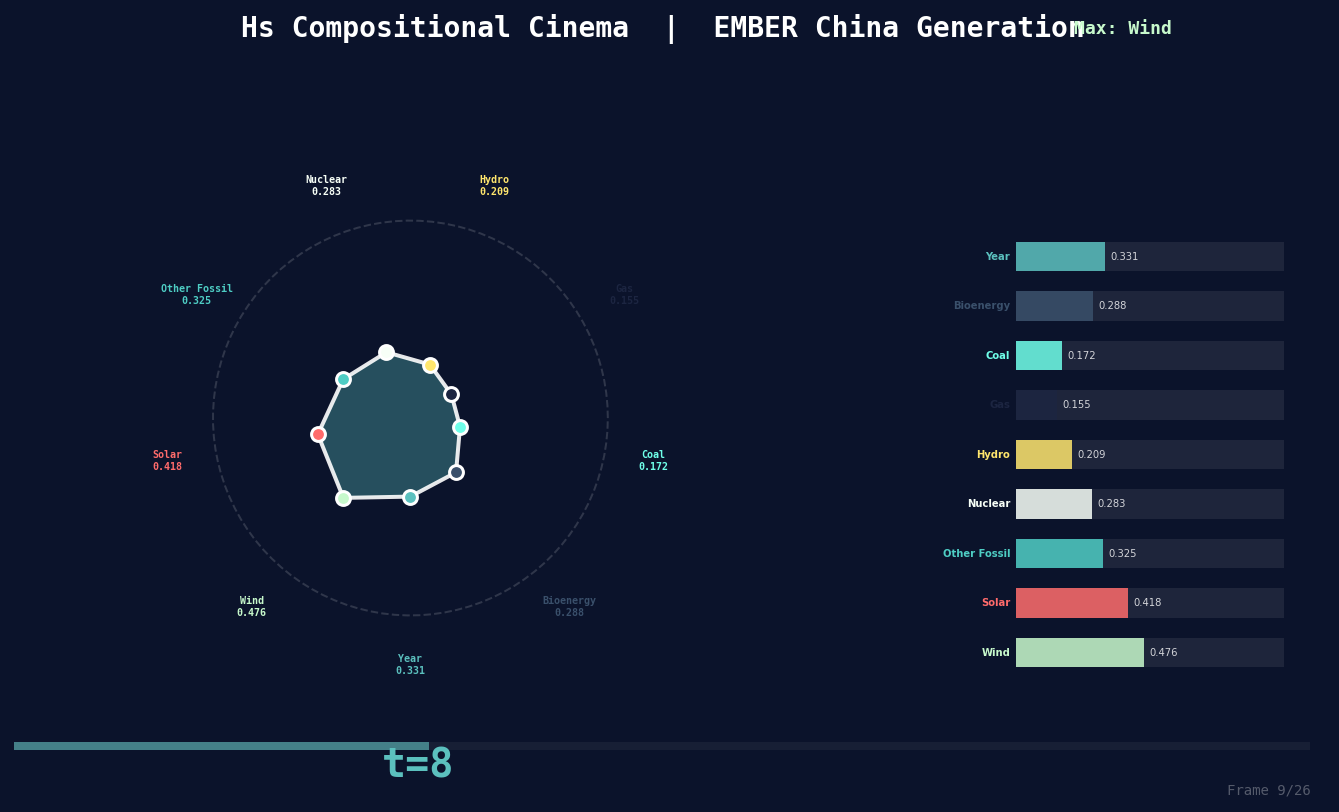 Hs Compositional Cinema | EMBER China Generation
Max: Wind
Nuclear
0.283
Hydro
0.209
Other Fossil
0.325
Gas
0.155
Solar
0.418
Coal
0.172
Wind
0.476
Bioenergy
0.288
Year
0.331
Year 0.331
Bioenergy 0.288
Coal 0.172
Gas 0.155
Hydro 0.209
Nuclear 0.283
Other Fossil 0.325
Solar 0.418
Wind 0.476
t=8
Frame 9/26